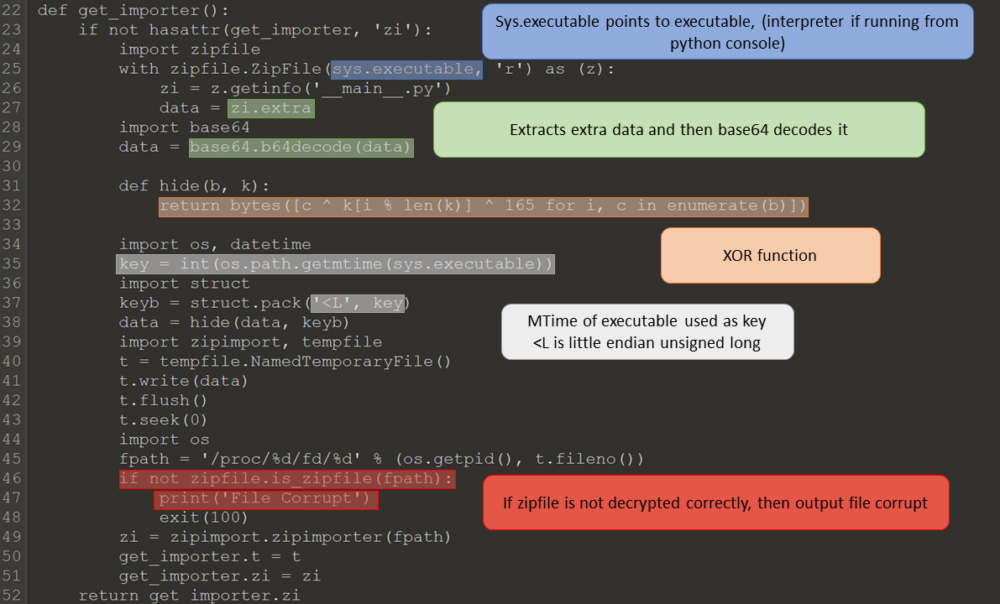 22 def get_importer():
23     if not hasattr(get_importer, 'zi'):
Sys.executable points to executable, (interpreter if running from
python console)
24         import zipfile
25         with zipfile.ZipFile(sys.executable, 'r') as (z):
26             zi = z.getinfo('__main__.py')
27             data = zi.extra
28         import base64
Extracts extra data and then base64 decodes it
29         data = base64.b64decode(data)
30
31         def hide(b, k):
32             return bytes([c ^ k[i % len(k)] ^ 165 for i, c in enumerate(b)])
33
34         import os, datetime
XOR function
35         key = int(os.path.getmtime(sys.executable))
36         import struct
37         keyb = struct.pack('<L', key)
38         data = hide(data, keyb)
MTime of executable used as key
<L is little endian unsigned long
39         import zipimport, tempfile
40         t = tempfile.NamedTemporaryFile()
41         t.write(data)
42         t.flush()
43         t.seek(0)
44         import os
45         fpath = '/proc/%d/fd/%d' % (os.getpid(), t.fileno())
46         if not zipfile.is_zipfile(fpath):
47             print('File Corrupt')
If zipfile is not decrypted correctly, then output file corrupt
48             exit(100)
49         zi = zipimport.zipimporter(fpath)
50         get_importer.t = t
51         get_importer.zi = zi
52     return get_importer.zi